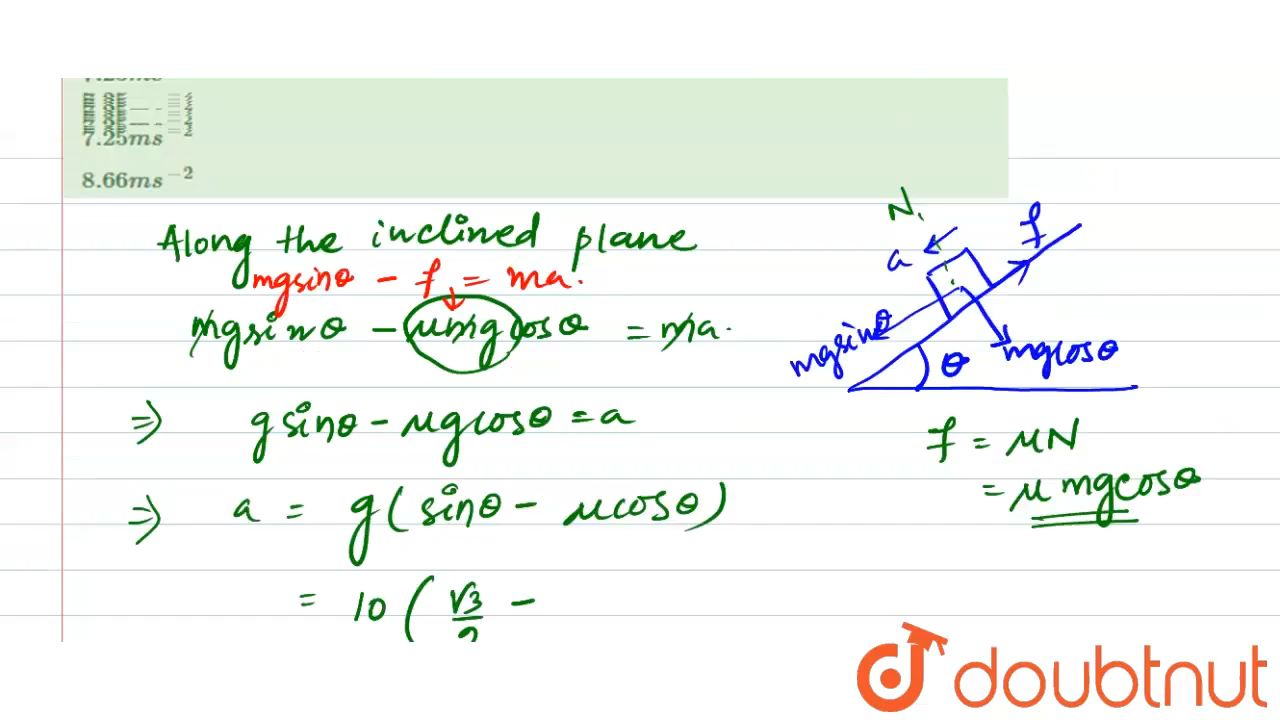 7.25ms⁻²
8.66ms⁻²
Along the inclined plane
mgsinθ - f = ma.
mgsinθ - μmgcosθ = ma.
⇒ gsinθ - μgcosθ = a
⇒ a = g(sinθ - μcosθ)
= 10 ( √3/2 -
N
a
f
mgsinθ
θ
mgcosθ
f = μN
= μmgcosθ
doubtnut